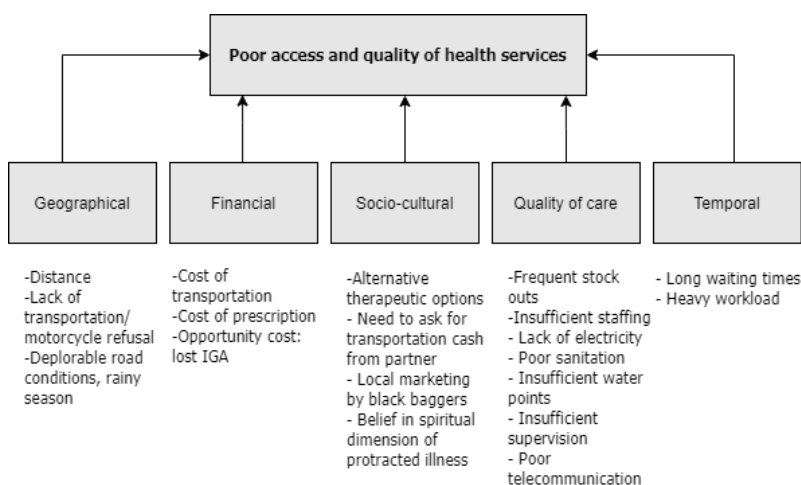 Poor access and quality of health services
Geographical
Financial
Socio-cultural
Quality of care
Temporal
-Distance
-Lack of
transportation/
motorcycle refusal
-Deplorable road
conditions, rainy
season
-Cost of
transportation
-Cost of prescription
-Opportunity cost:
lost IGA
-Alternative
therapeutic options
- Need to ask for
transportation cash
from partner
- Local marketing
by black baggers
- Belief in spiritual
dimension of
protracted illness
-Frequent stock
outs
-Insufficient staffing
- Lack of electricity
- Poor sanitation
- Insufficient water
points
- Insufficient
supervision
- Poor
telecommunication
- Long waiting times
- Heavy workload